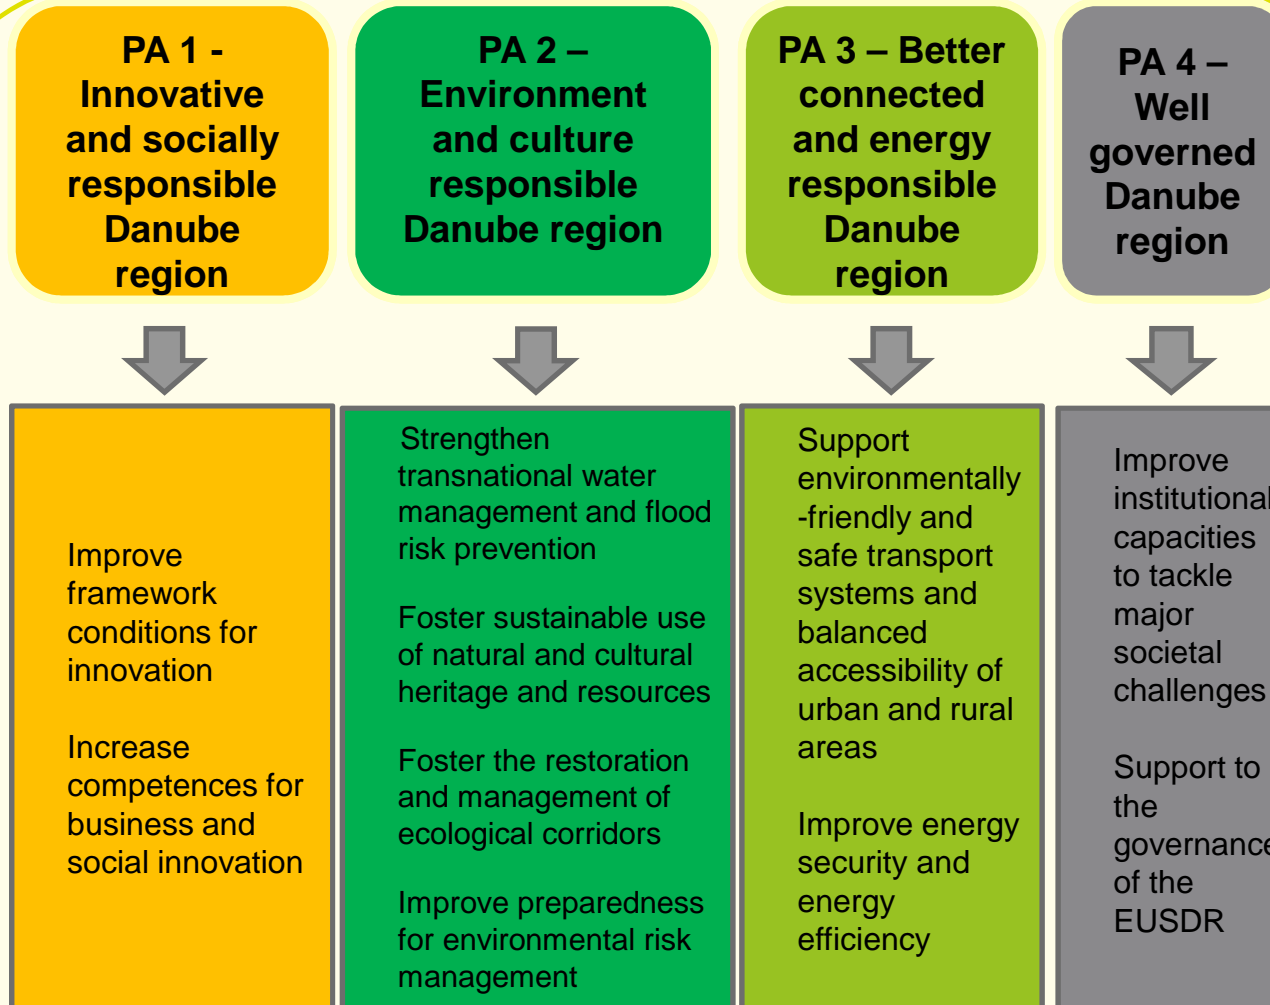 PA 1 -
Innovative
and socially
responsible
Danube
region
PA 2 –
Environment
and culture
responsible
Danube region
PA 3 – Better
connected
and energy
responsible
Danube
region
PA 4 –
Well
governed
Danube
region
Improve
framework
conditions for
innovation
Increase
competences for
business and
social innovation
Strengthen
transnational water
management and flood
risk prevention
Foster sustainable use
of natural and cultural
heritage and resources
Foster the restoration
and management of
ecological corridors
Improve preparedness
for environmental risk
management
Support
environmentally
-friendly and
safe transport
systems and
balanced
accessibility of
urban and rural
areas
Improve energy
security and
energy
efficiency
Improve
institutional
capacities
to tackle
major
societal
challenges
Support to
the
governance
of the
EUSDR